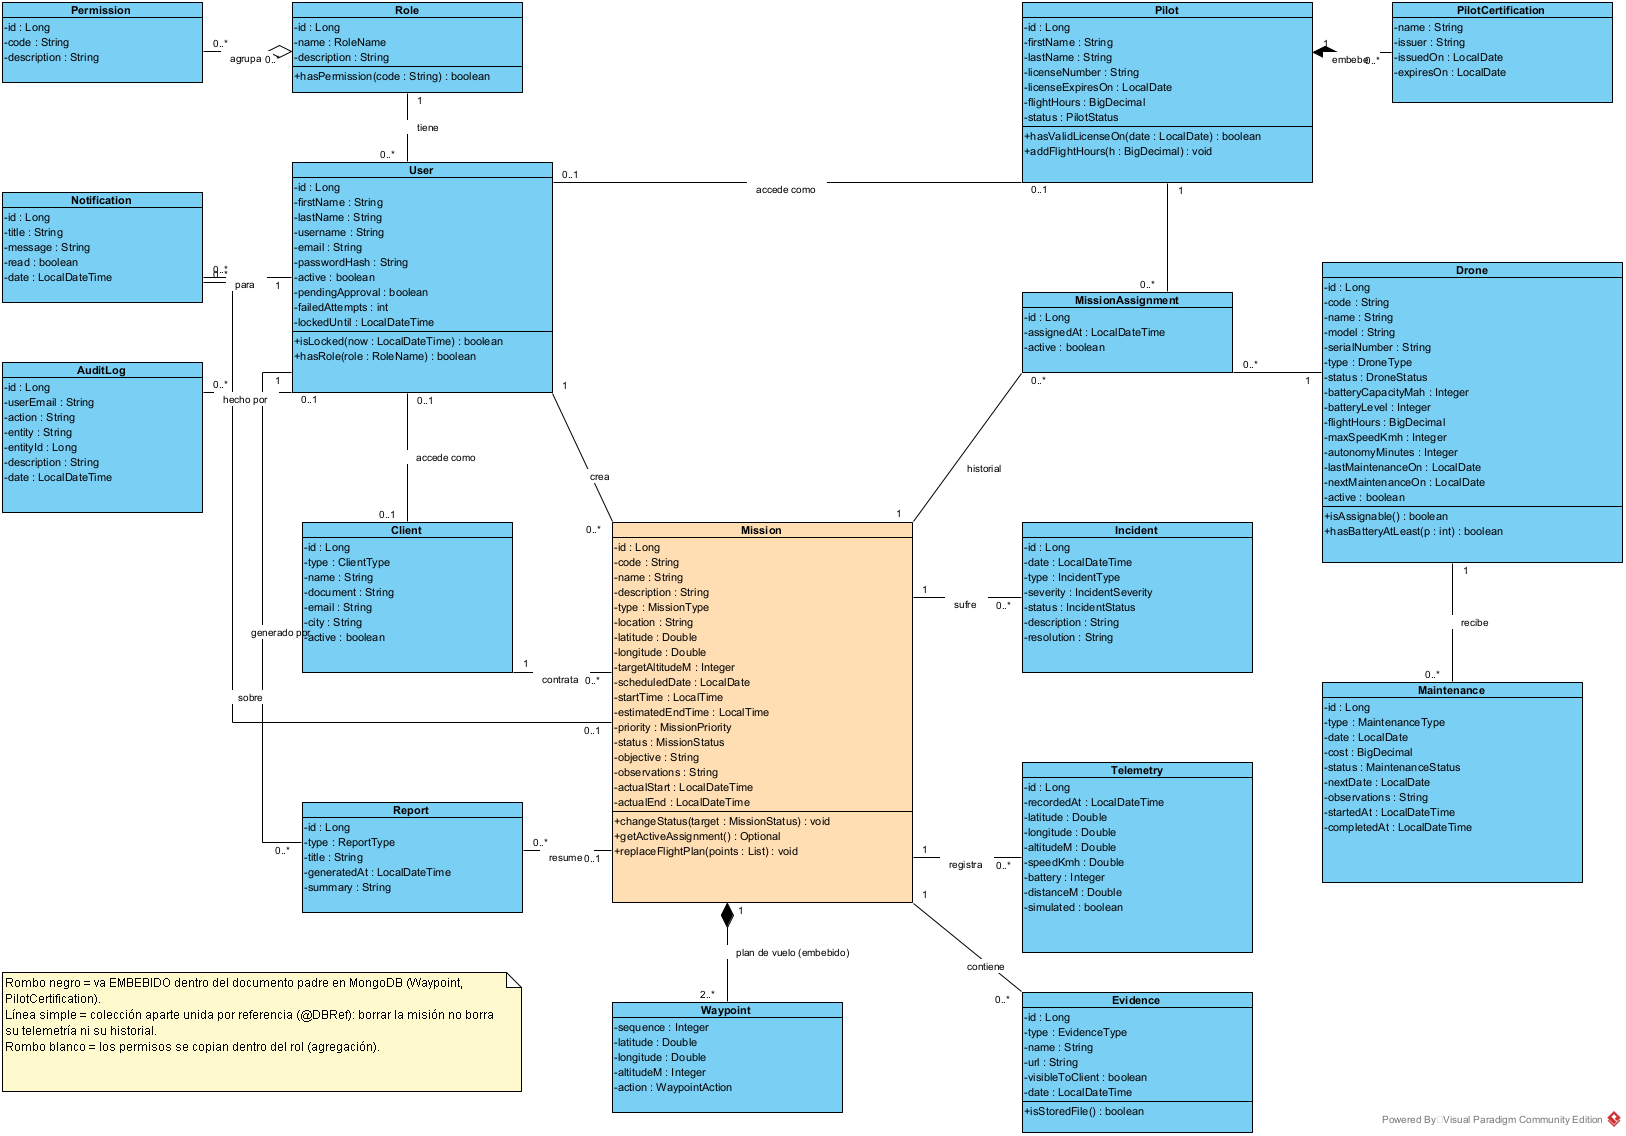 Permission
-id : Long
-code : String
-description : String
0..*
agrupa
0..*
Role
-id : Long
-name : RoleName
-description : String
+hasPermission(code : String) : boolean
1
tiene
0..*
Pilot
-id : Long
-firstName : String
-lastName : String
-licenseNumber : String
-licenseExpiresOn : LocalDate
-flightHours : BigDecimal
-status : PilotStatus
+hasValidLicenseOn(date : LocalDate) : boolean
+addFlightHours(h : BigDecimal) : void
1
embebe
0..*
PilotCertification
-name : String
-issuer : String
-issuedOn : LocalDate
-expiresOn : LocalDate
User
-id : Long
-firstName : String
-lastName : String
-username : String
-email : String
-passwordHash : String
-active : boolean
-pendingApproval : boolean
-failedAttempts : int
-lockedUntil : LocalDateTime
+isLocked(now : LocalDateTime) : boolean
+hasRole(role : RoleName) : boolean
0..1
accede como
0..1
1
0..*
Notification
-id : Long
-title : String
-message : String
-read : boolean
-date : LocalDateTime
0..*
0..*
para
1
AuditLog
-id : Long
-userEmail : String
-action : String
-entity : String
-entityId : Long
-description : String
-date : LocalDateTime
0..*
hecho por
0..1
1
0..1
accede como
0..1
1
crea
0..*
MissionAssignment
-id : Long
-assignedAt : LocalDateTime
-active : boolean
0..*
1
0..*
historial
1
Drone
-id : Long
-code : String
-name : String
-model : String
-serialNumber : String
-type : DroneType
-status : DroneStatus
-batteryCapacityMah : Integer
-batteryLevel : Integer
-flightHours : BigDecimal
-maxSpeedKmh : Integer
-autonomyMinutes : Integer
-lastMaintenanceOn : LocalDate
-nextMaintenanceOn : LocalDate
-active : boolean
+isAssignable() : boolean
+hasBatteryAtLeast(p : int) : boolean
1
recibe
0..*
Client
-id : Long
-type : ClientType
-name : String
-document : String
-email : String
-city : String
-active : boolean
generado por
1
contrata
0..*
sobre
0..1
Mission
-id : Long
-code : String
-name : String
-description : String
-type : MissionType
-location : String
-latitude : Double
-longitude : Double
-targetAltitudeM : Integer
-scheduledDate : LocalDate
-startTime : LocalTime
-estimatedEndTime : LocalTime
-priority : MissionPriority
-status : MissionStatus
-objective : String
-observations : String
-actualStart : LocalDateTime
-actualEnd : LocalDateTime
+changeStatus(target : MissionStatus) : void
+getActiveAssignment() : Optional
+replaceFlightPlan(points : List) : void
1
sufre
0..*
Incident
-id : Long
-date : LocalDateTime
-type : IncidentType
-severity : IncidentSeverity
-status : IncidentStatus
-description : String
-resolution : String
Maintenance
-id : Long
-type : MaintenanceType
-date : LocalDate
-cost : BigDecimal
-status : MaintenanceStatus
-nextDate : LocalDate
-observations : String
-startedAt : LocalDateTime
-completedAt : LocalDateTime
Report
-id : Long
-type : ReportType
-title : String
-generatedAt : LocalDateTime
-summary : String
0..*
0..*
resume
0..1
1
registra
0..*
Telemetry
-id : Long
-recordedAt : LocalDateTime
-latitude : Double
-longitude : Double
-altitudeM : Double
-speedKmh : Double
-battery : Integer
-distanceM : Double
-simulated : boolean
1
contiene
0..*
1
plan de vuelo (embebido)
2..*
Waypoint
-sequence : Integer
-latitude : Double
-longitude : Double
-altitudeM : Integer
-action : WaypointAction
Evidence
-id : Long
-type : EvidenceType
-name : String
-url : String
-visibleToClient : boolean
-date : LocalDateTime
+isStoredFile() : boolean
Rombo negro = va EMBEBIDO dentro del documento padre en MongoDB (Waypoint,
PilotCertification).
Línea simple = colección aparte unida por referencia (@DBRef): borrar la misión no borra
su telemetría ni su historial.
Rombo blanco = los permisos se copian dentro del rol (agregación).
Powered By Visual Paradigm Community Edition